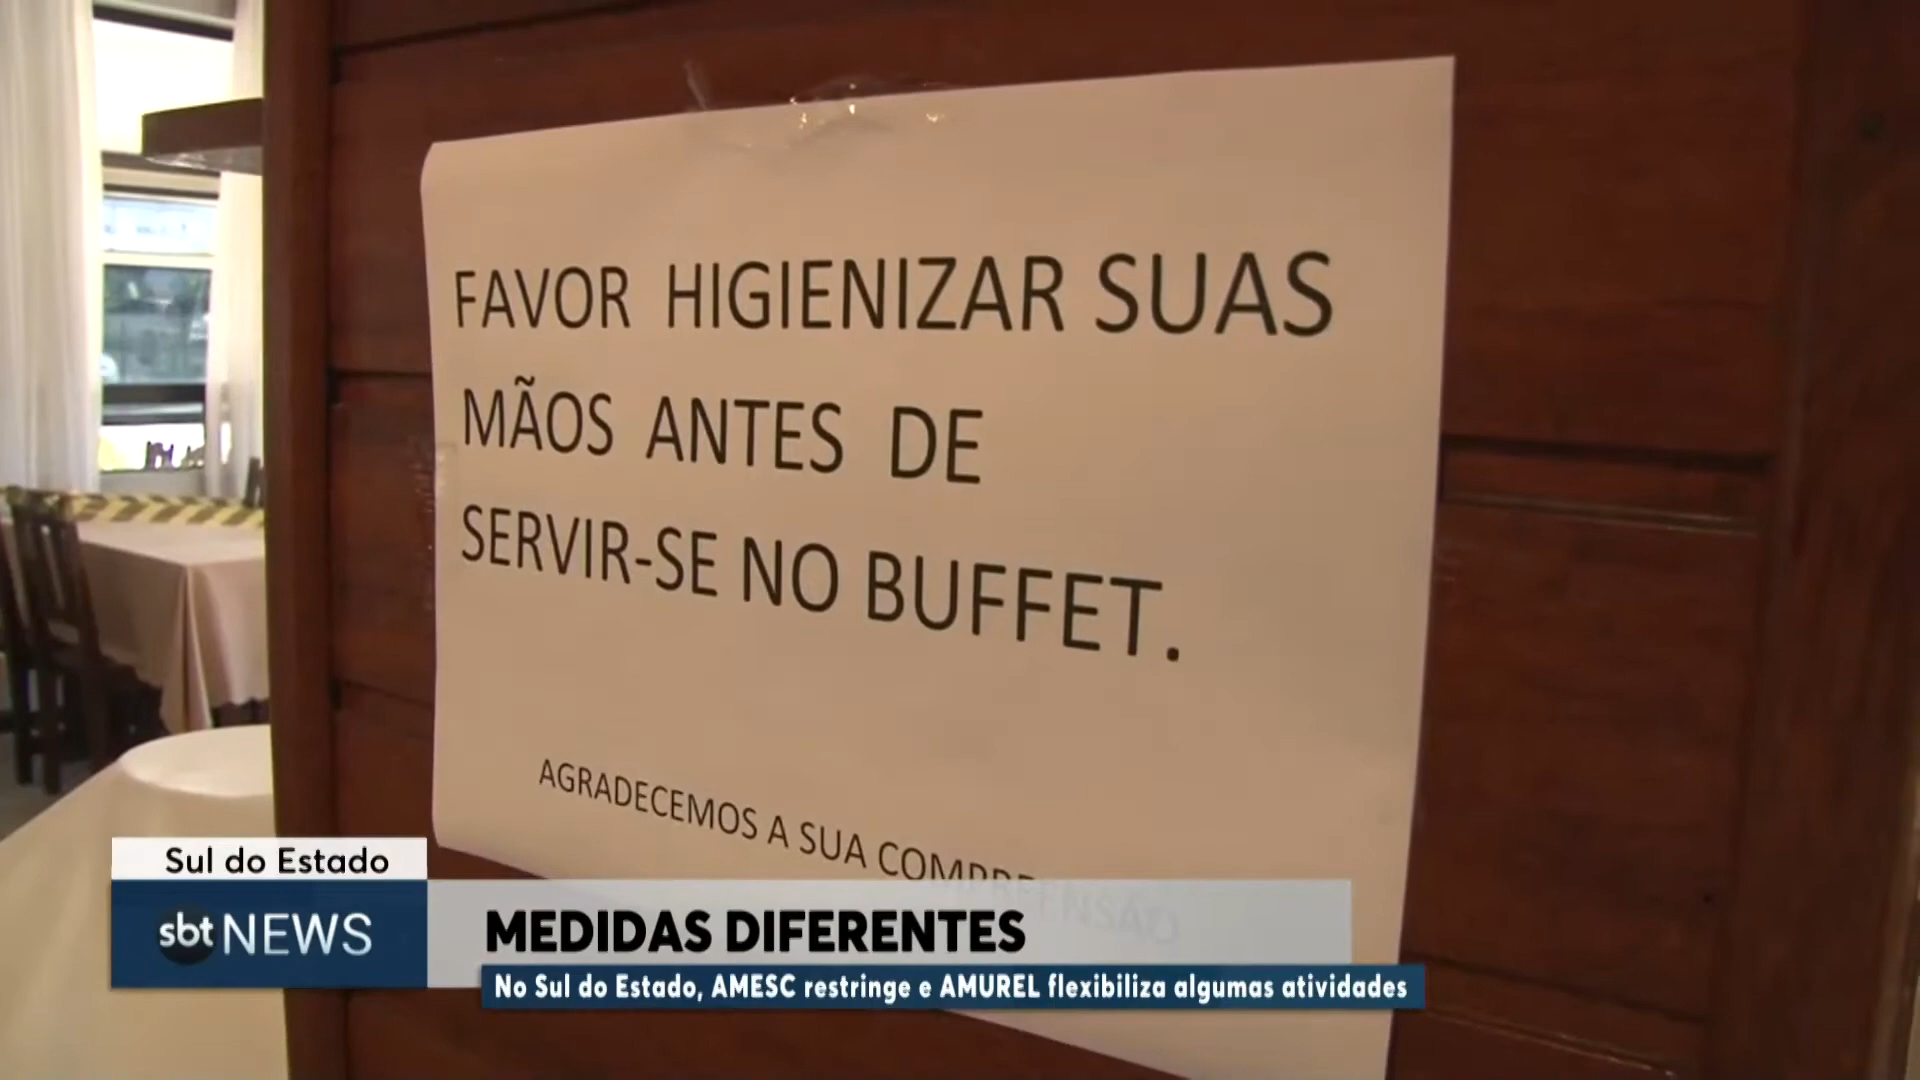 FAVOR HIGIENIZAR SUAS
MÃOS ANTES DE
SERVIR-SE NO BUFFET.
AGRADECEMOS A SUA COMPREENSÃO
Sul do Estado
sbt NEWS
MEDIDAS DIFERENTES
No Sul do Estado, AMESC restringe e AMUREL flexibiliza algumas atividades